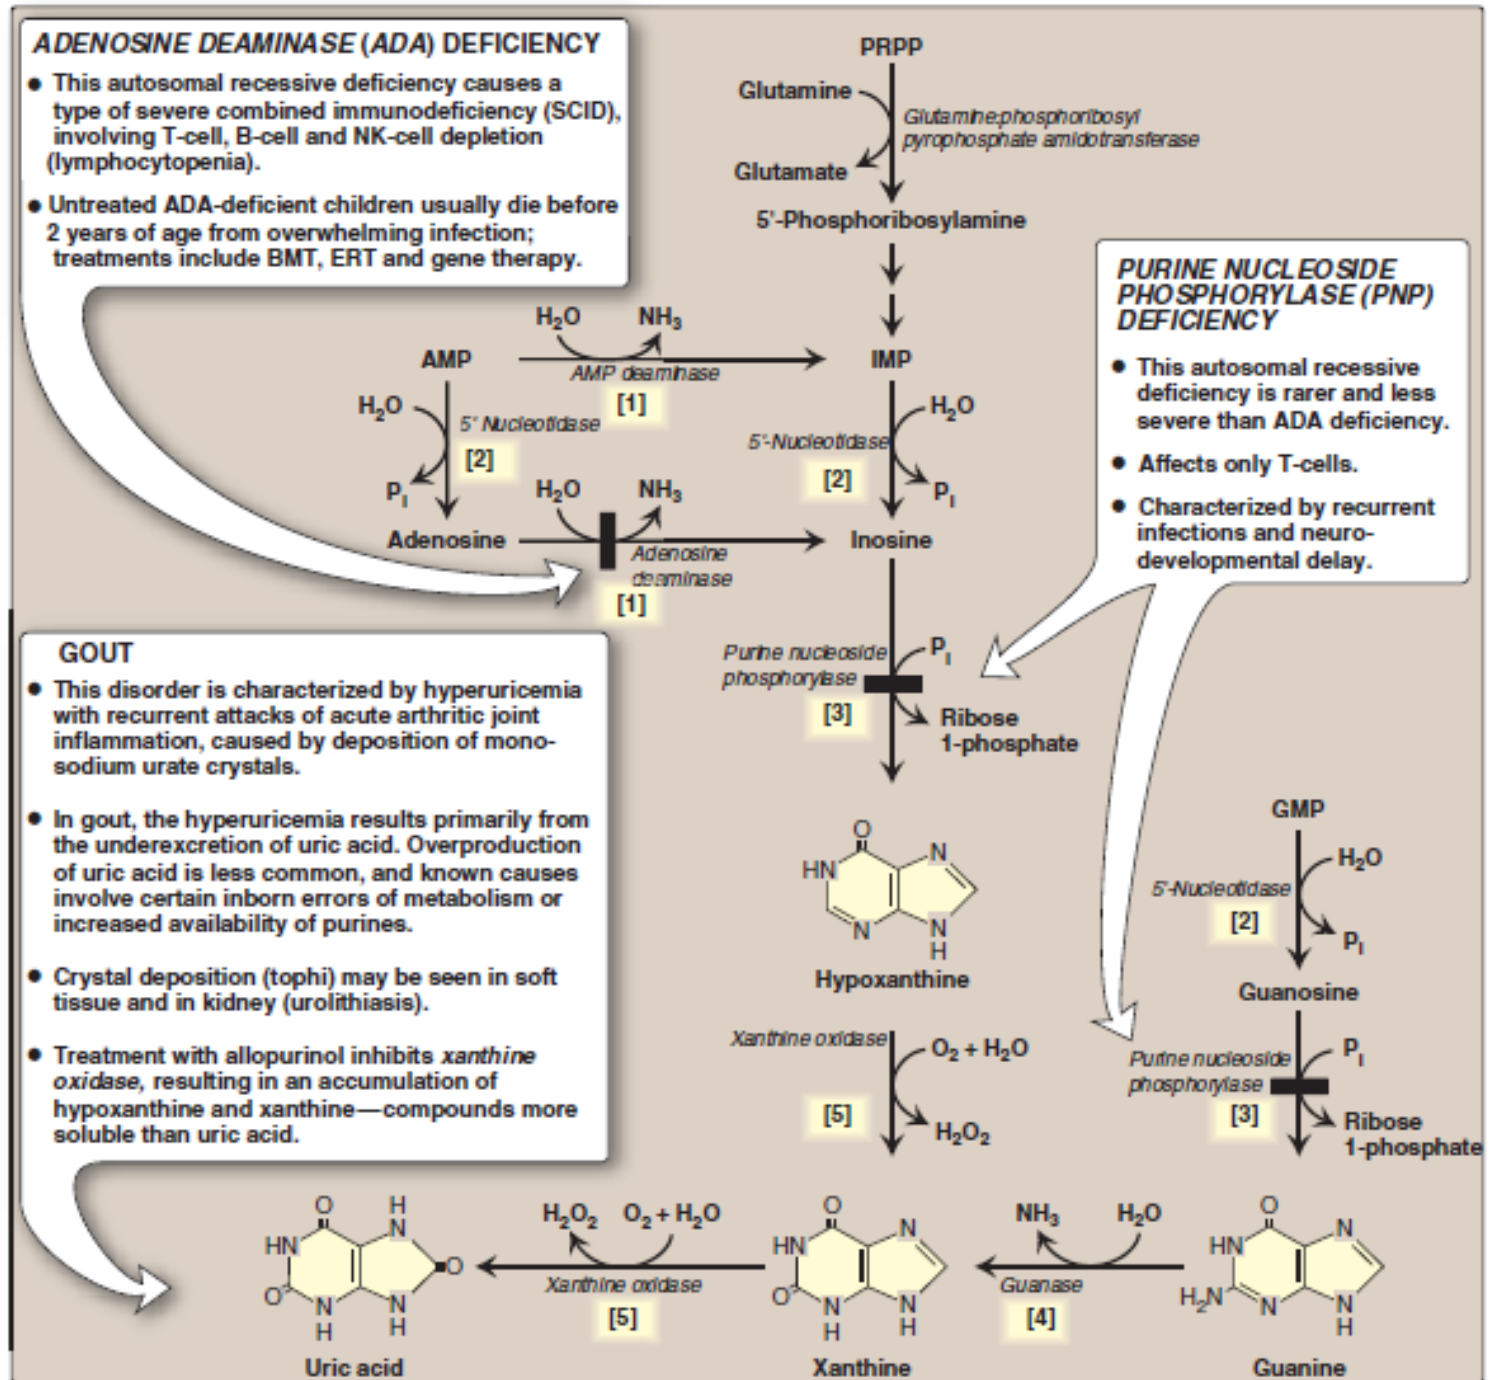 ADENOSINE DEAMINASE (ADA) DEFICIENCY
● This autosomal recessive deficiency causes a
type of severe combined immunodeficiency (SCID),
involving T-cell, B-cell and NK-cell depletion
(lymphocytopenia).
● Untreated ADA-deficient children usually die before
2 years of age from overwhelming infection;
treatments include BMT, ERT and gene therapy.
PRPP
Glutamine
Glutamine:phosphoribosyl
pyrophosphate amidotransferase
Glutamate
5'-Phosphoribosylamine
PURINE NUCLEOSIDE
PHOSPHORYLASE (PNP)
DEFICIENCY
● This autosomal recessive
deficiency is rarer and less
severe than ADA deficiency.
● Affects only T-cells.
● Characterized by recurrent
infections and neuro-
developmental delay.
H₂O NH₃
AMP IMP
AMP deaminase
[1]
H₂O
5' Nucleotidase
[2]
Pi
H₂O
5'-Nucleotidase
[2]
Pi
H₂O NH₃
Adenosine Inosine
Adenosine
deaminase
[1]
Purine nucleoside
phosphorylase
[3]
Pi
Ribose
1-phosphate
GOUT
● This disorder is characterized by hyperuricemia
with recurrent attacks of acute arthritic joint
inflammation, caused by deposition of mono-
sodium urate crystals.
● In gout, the hyperuricemia results primarily from
the underexcretion of uric acid. Overproduction
of uric acid is less common, and known causes
involve certain inborn errors of metabolism or
increased availability of purines.
● Crystal deposition (tophi) may be seen in soft
tissue and in kidney (urolithiasis).
● Treatment with allopurinol inhibits xanthine
oxidase, resulting in an accumulation of
hypoxanthine and xanthine—compounds more
soluble than uric acid.
O
HN N
N N
H
Hypoxanthine
GMP
H₂O
5'-Nucleotidase
[2]
Pi
Guanosine
Xanthine oxidase
O₂ + H₂O
[5]
H₂O₂
Purine nucleoside
phosphorylase
[3]
Pi
Ribose
1-phosphate
O H
HN N
O
O N N
H H
Uric acid
H₂O₂ O₂ + H₂O
Xanthine oxidase
[5]
O
HN N
O N N
H H
Xanthine
NH₃ H₂O
Guanase
[4]
O
HN N
H₂N N N
H
Guanine